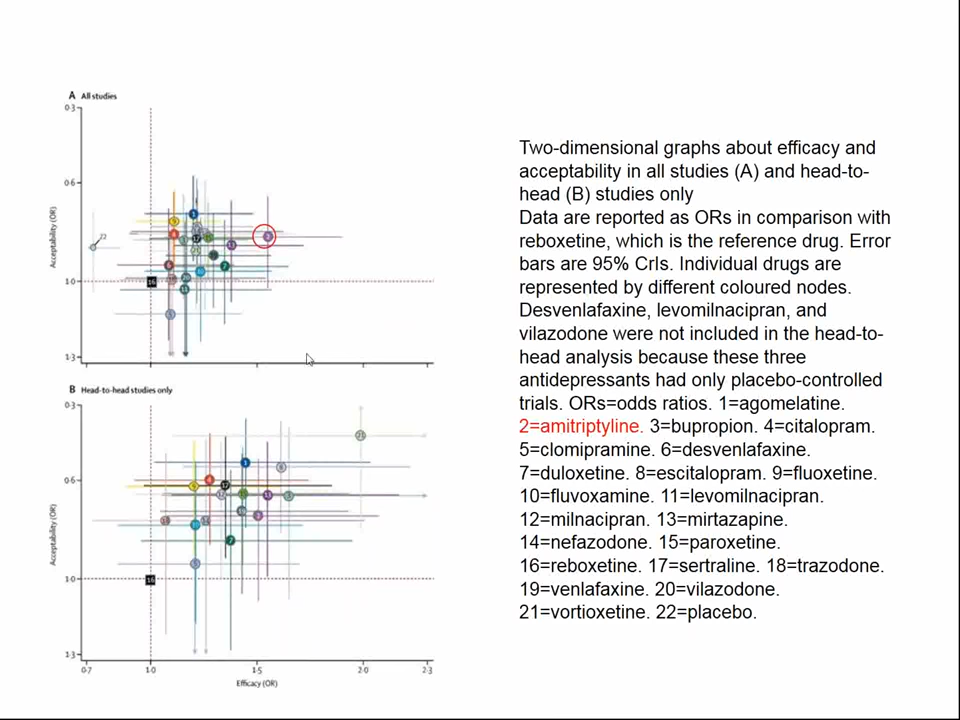 A All studies
0·3
0·6
1·0
1·3
Acceptability (OR)
22
16
B Head-to-head studies only
0·3
0·6
1·0
1·3
Acceptability (OR)
16
0·7
1·0
1·5
2·0
2·3
Efficacy (OR)
Two-dimensional graphs about efficacy and
acceptability in all studies (A) and head-to-
head (B) studies only
Data are reported as ORs in comparison with
reboxetine, which is the reference drug. Error
bars are 95% CrIs. Individual drugs are
represented by different coloured nodes.
Desvenlafaxine, levomilnacipran, and
vilazodone were not included in the head-to-
head analysis because these three
antidepressants had only placebo-controlled
trials. ORs=odds ratios. 1=agomelatine.
2=amitriptyline. 3=bupropion. 4=citalopram.
5=clomipramine. 6=desvenlafaxine.
7=duloxetine. 8=escitalopram. 9=fluoxetine.
10=fluvoxamine. 11=levomilnacipran.
12=milnacipran. 13=mirtazapine.
14=nefazodone. 15=paroxetine.
16=reboxetine. 17=sertraline. 18=trazodone.
19=venlafaxine. 20=vilazodone.
21=vortioxetine. 22=placebo.